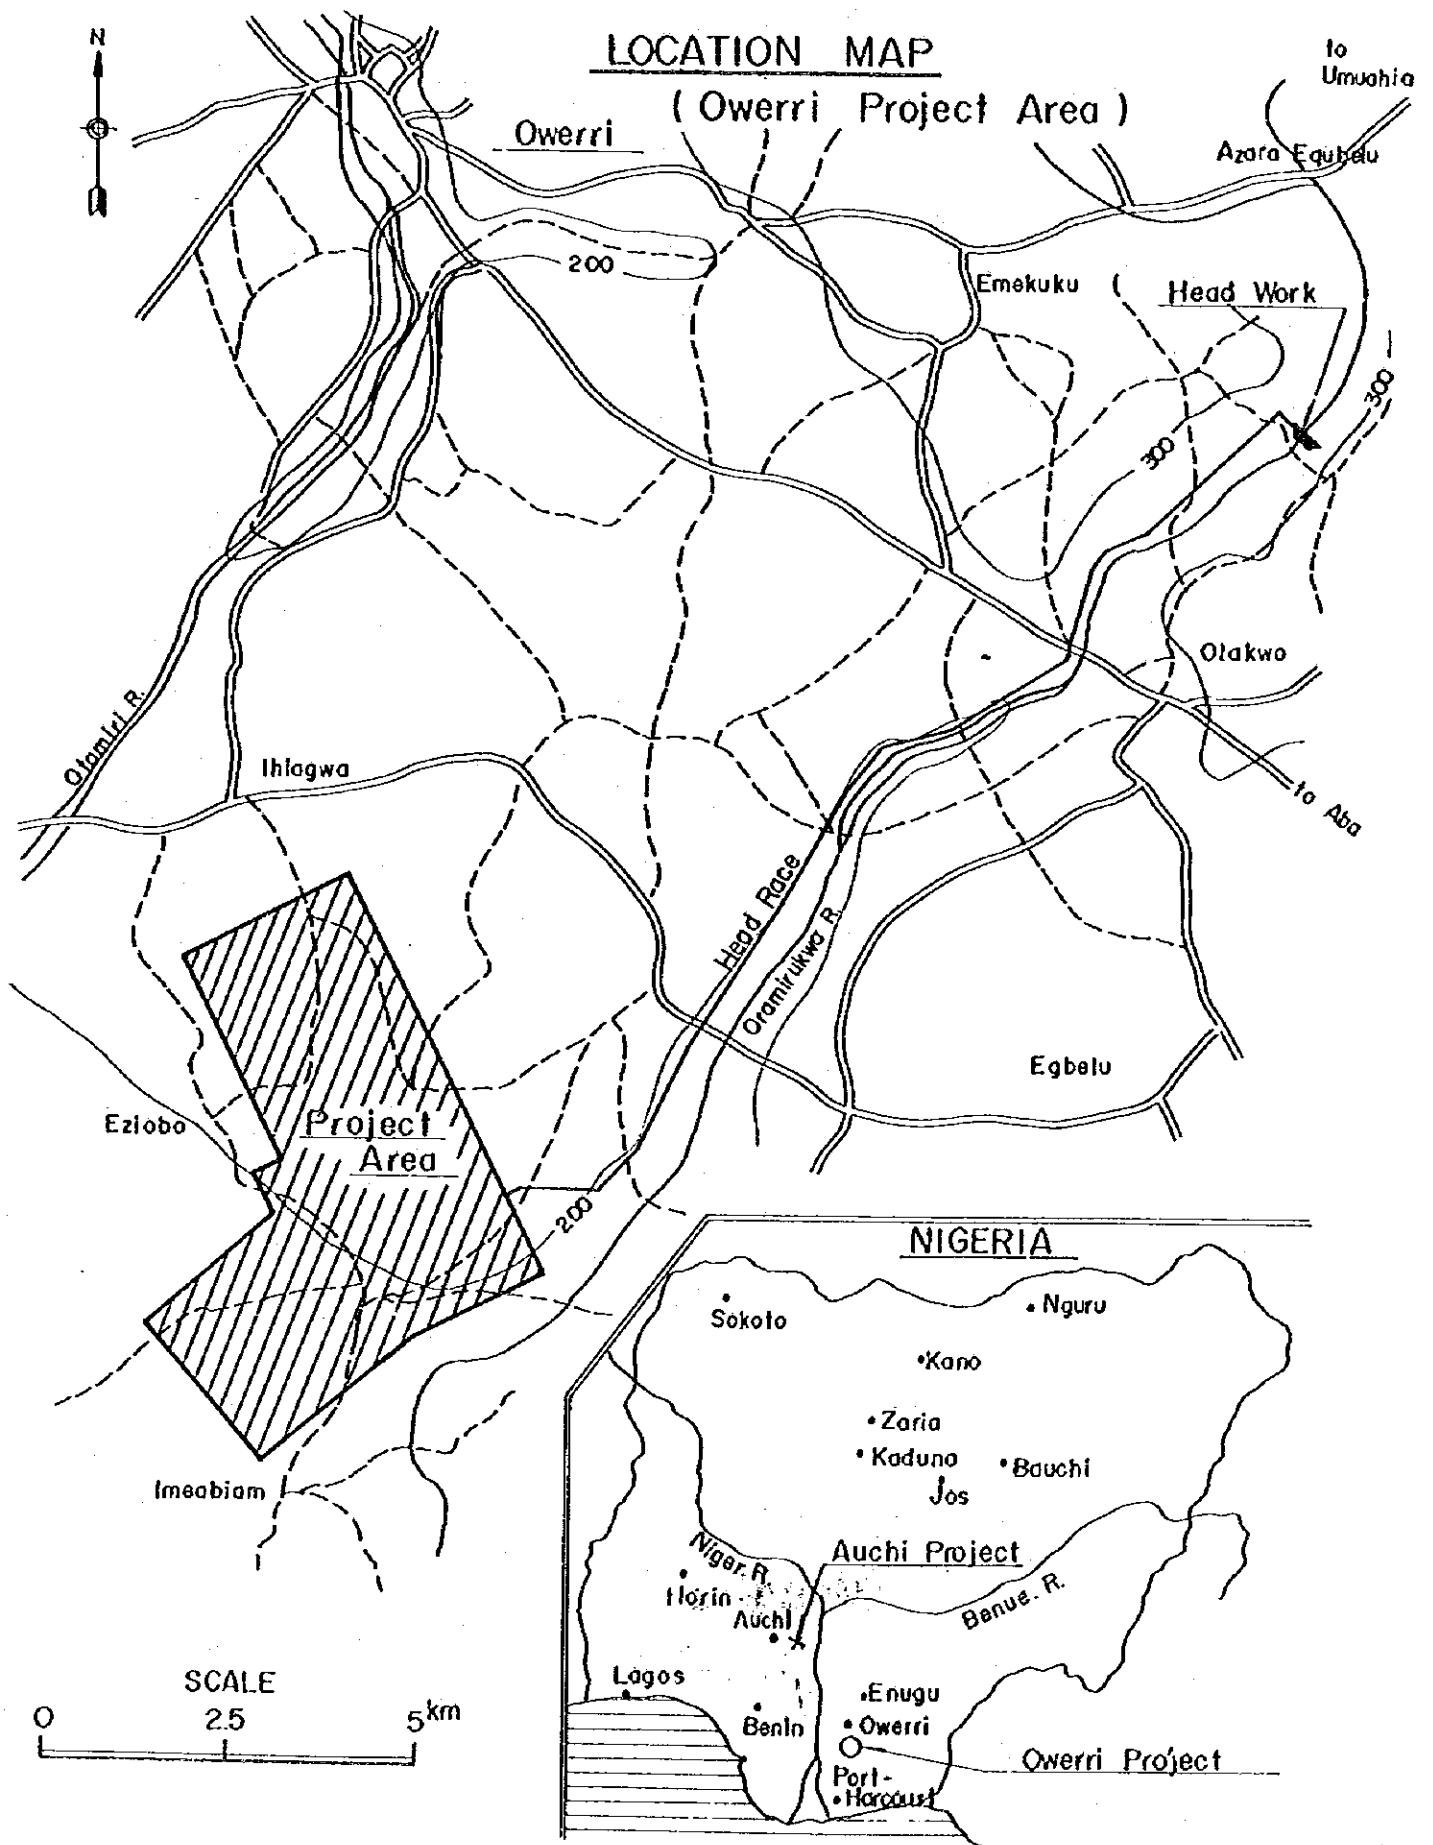 N
LOCATION MAP
( Owerri Project Area )
to
Umuahia
Owerri
Azara Equbelu
200
Emekuku
Head Work
300
300
Otakwo
Otamiri R.
Ihiagwa
to Aba
Head Race
Oramirukwa R.
Egbelu
Eziobo
Project
Area
200
Imeabiam
NIGERIA
Sokoto
Nguru
Kano
Zaria
Kaduna
Bauchi
Jos
Niger. R.
Auchi Project
Ilorin
Auchi
Benue. R.
Lagos
Enugu
Benin
Owerri
Owerri Project
Port-
Harcourt
SCALE
0 2.5 5 km